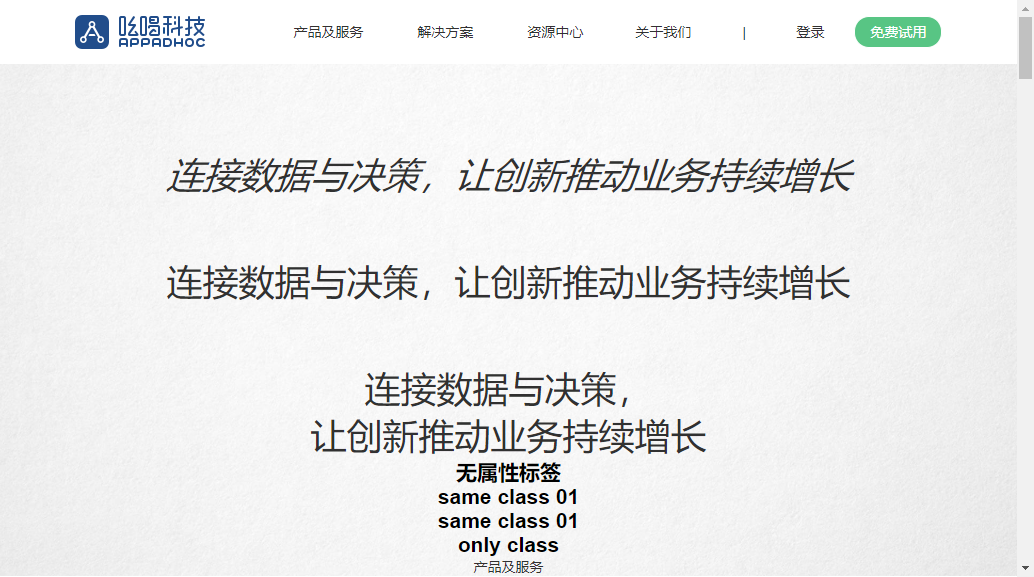 吆喝科技
APPADHOC
产品及服务 解决方案 资源中心 关于我们 | 登录 免费试用
连接数据与决策，让创新推动业务持续增长
连接数据与决策，让创新推动业务持续增长
连接数据与决策，
让创新推动业务持续增长
无属性标签
same class 01
same class 01
only class
产品及服务